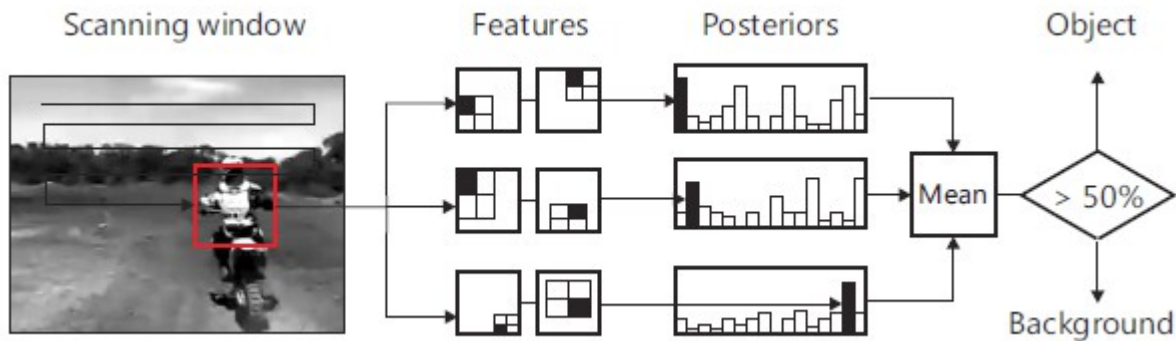 Scanning window
Features
Posteriors
Object
Mean
> 50%
Background